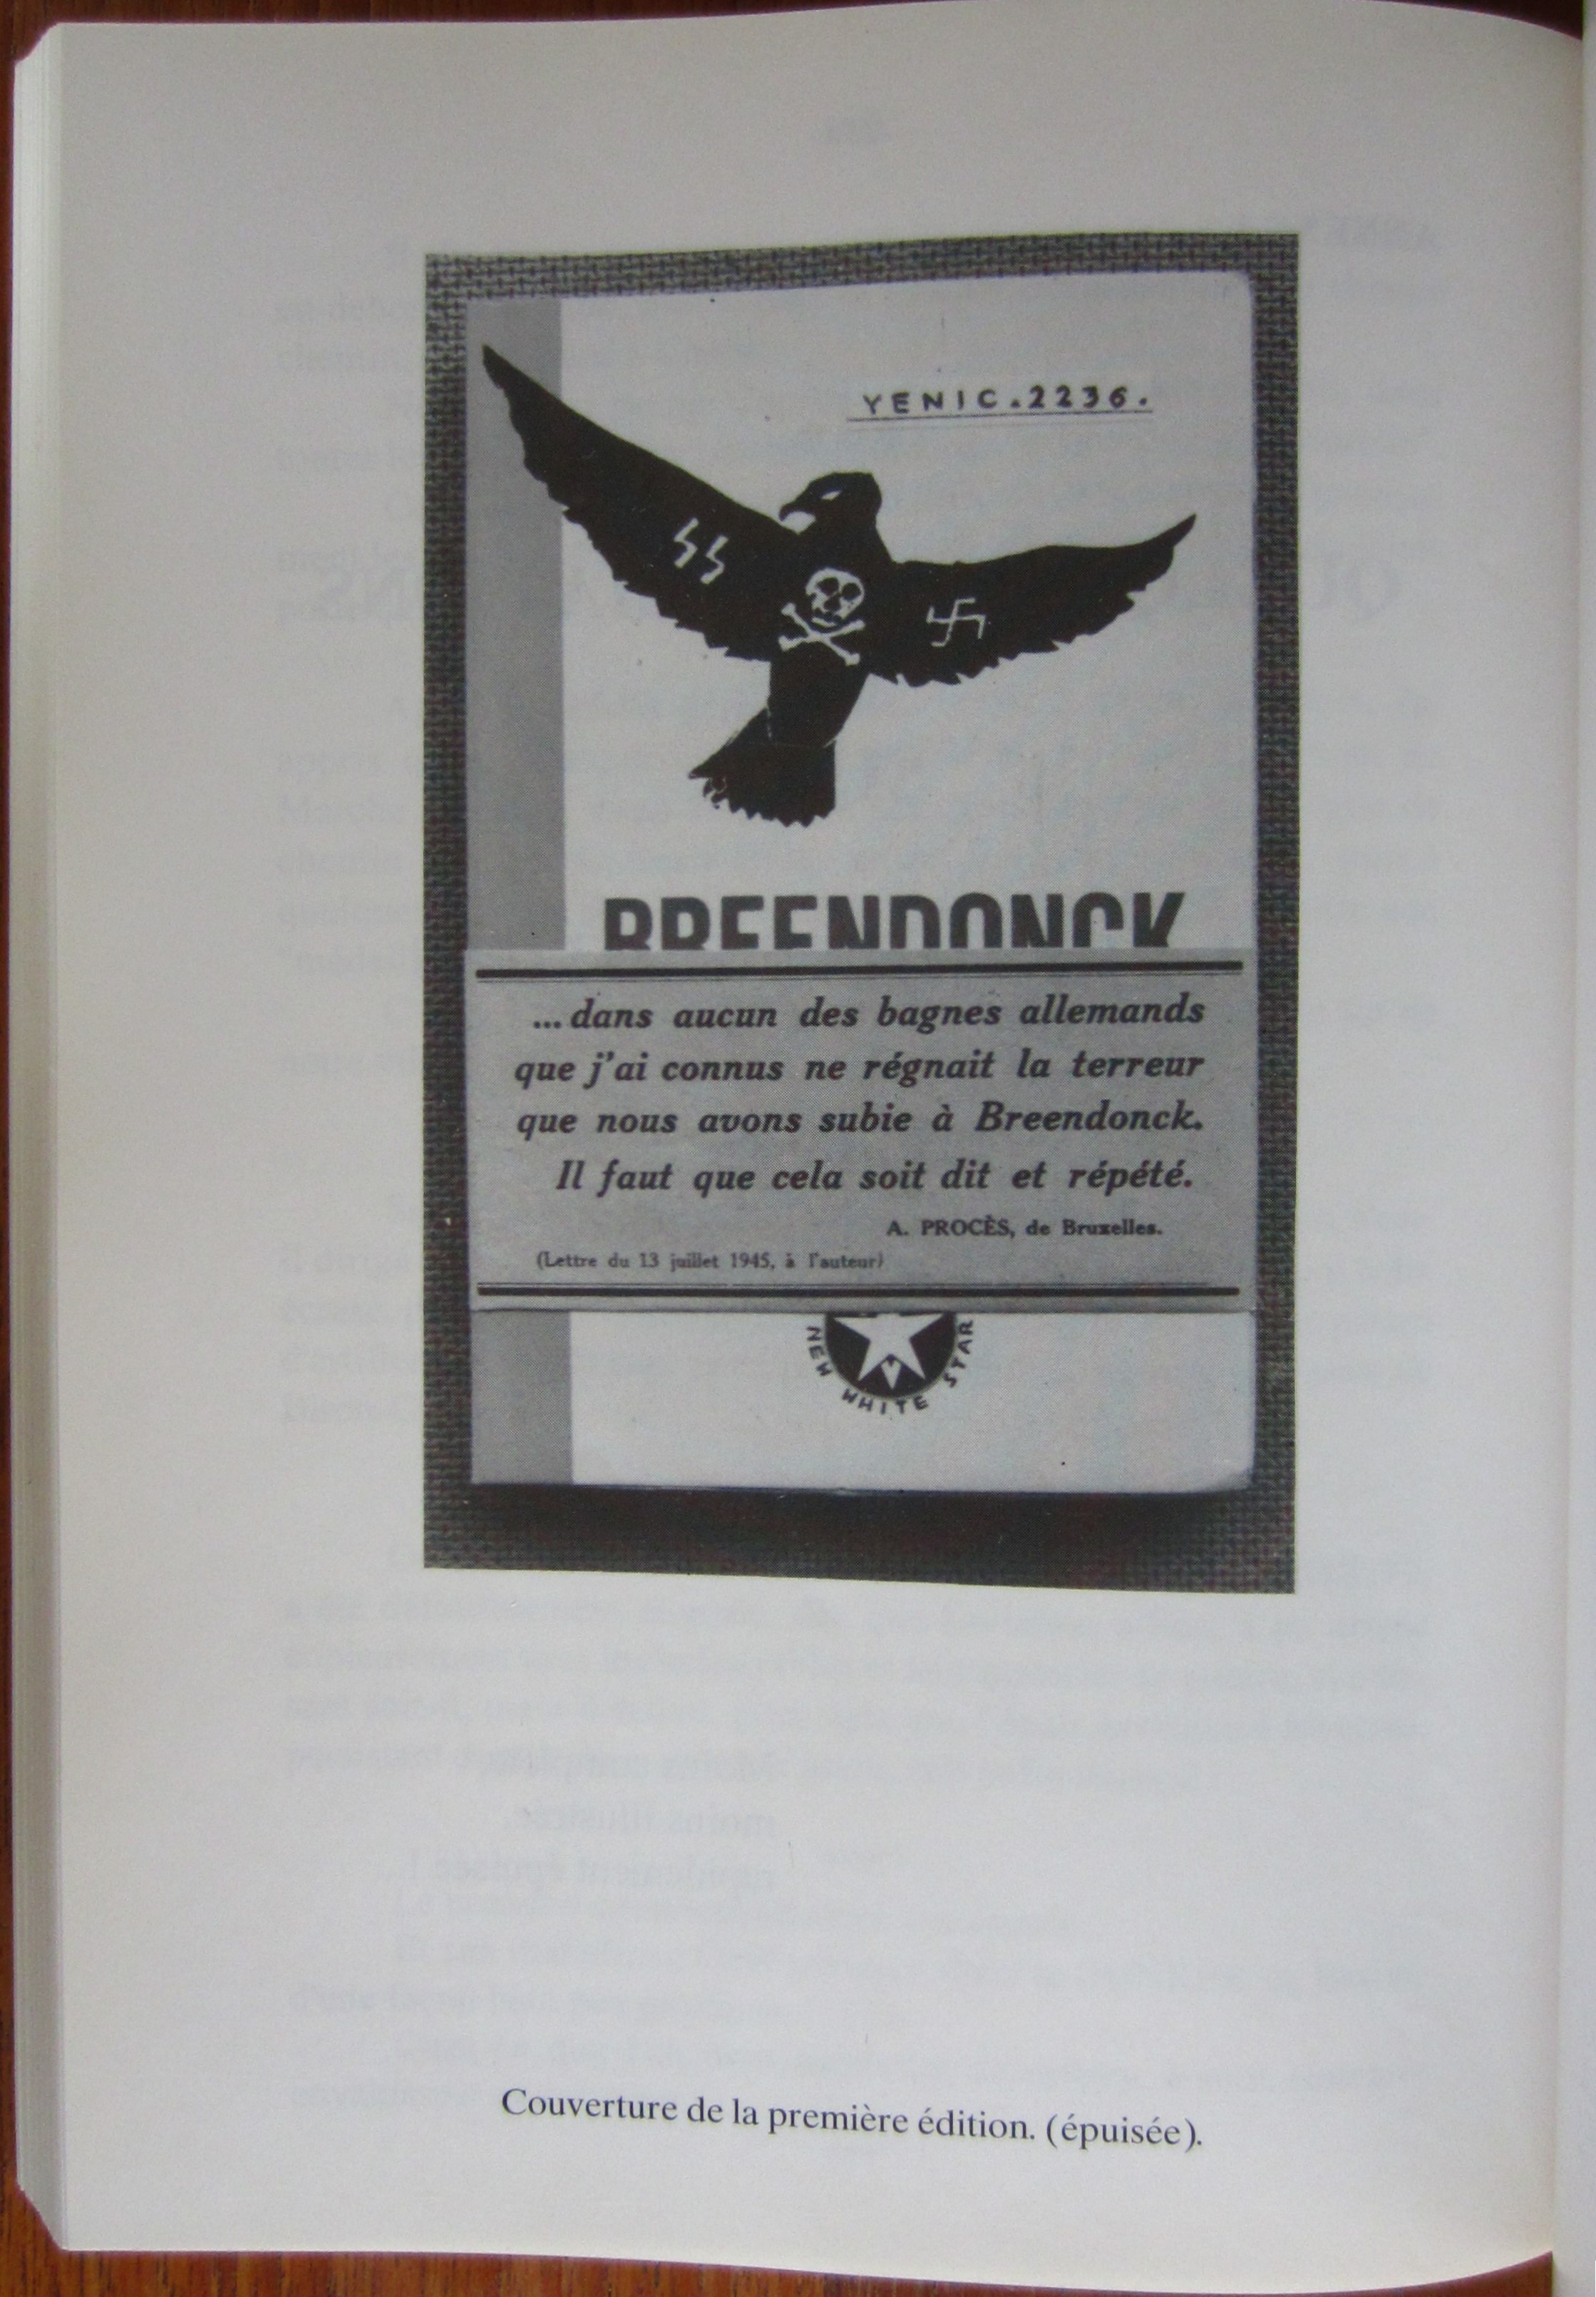 YENIC.2236.
BREENDONCK
...dans aucun des bagnes allemands
que j'ai connus ne régnait la terreur
que nous avons subie à Breendonck.
Il faut que cela soit dit et répété.
A. PROCÈS, de Bruxelles.
(Lettre du 13 juillet 1945, à l'auteur)
NEW WHITE STAR
Couverture de la première édition. (épuisée).